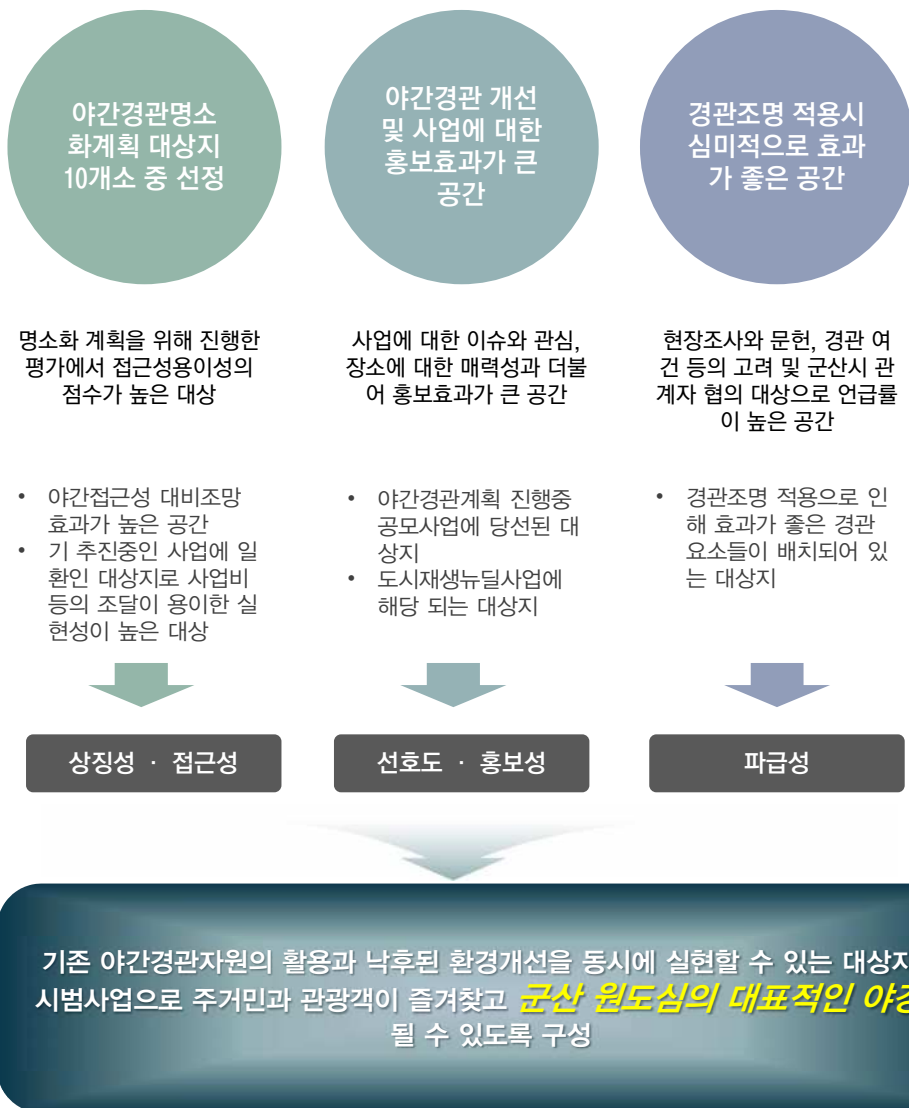 야간경관명소
화계획 대상지
10개소 중 선정
야간경관 개선
및 사업에 대한
홍보효과가 큰
공간
경관조명 적용시
심미적으로 효과
가 좋은 공간
명소화 계획을 위해 진행한
평가에서 접근성용이성의
점수가 높은 대상
사업에 대한 이슈와 관심,
장소에 대한 매력성과 더불
어 홍보효과가 큰 공간
현장조사와 문헌, 경관 여
건 등의 고려 및 군산시 관
계자 협의 대상으로 언급률
이 높은 공간
• 야간접근성 대비조망
효과가 높은 공간
• 기 추진중인 사업에 일
환인 대상지로 사업비
등의 조달이 용이한 실
현성이 높은 대상
• 야간경관계획 진행중
공모사업에 당선된 대
상지
• 도시재생뉴딜사업에
해당 되는 대상지
• 경관조명 적용으로 인
해 효과가 좋은 경관
요소들이 배치되어 있
는 대상지
상징성 · 접근성
선호도 · 홍보성
파급성
기존 야간경관자원의 활용과 낙후된 환경개선을 동시에 실현할 수 있는 대상지
시범사업으로 주거민과 관광객이 즐겨찾고 군산 원도심의 대표적인 야경
될 수 있도록 구성